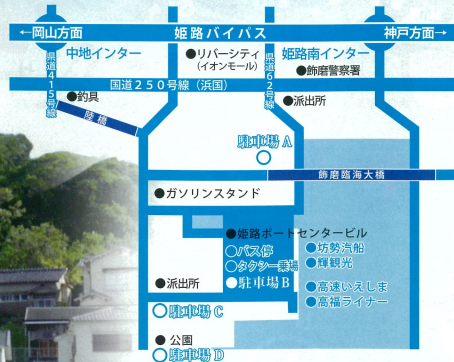 ←岡山方面
姫路バイパス
神戸方面→
中地インター
●リバーシティ
(イオンモール)
姫路南インター
県道415号線
県道62号線
●飾磨警察署
国道250号線（浜国）
●釣具
●派出所
陸橋
駐車場A
飾磨臨海大橋
●ガソリンスタンド
●姫路ポートセンタービル
○バス停
○タクシー乗場
●駐車場B
●坊勢汽船
●輝観光
●高速いえしま
●高福ライナー
●派出所
○駐車場C
●公園
○駐車場D